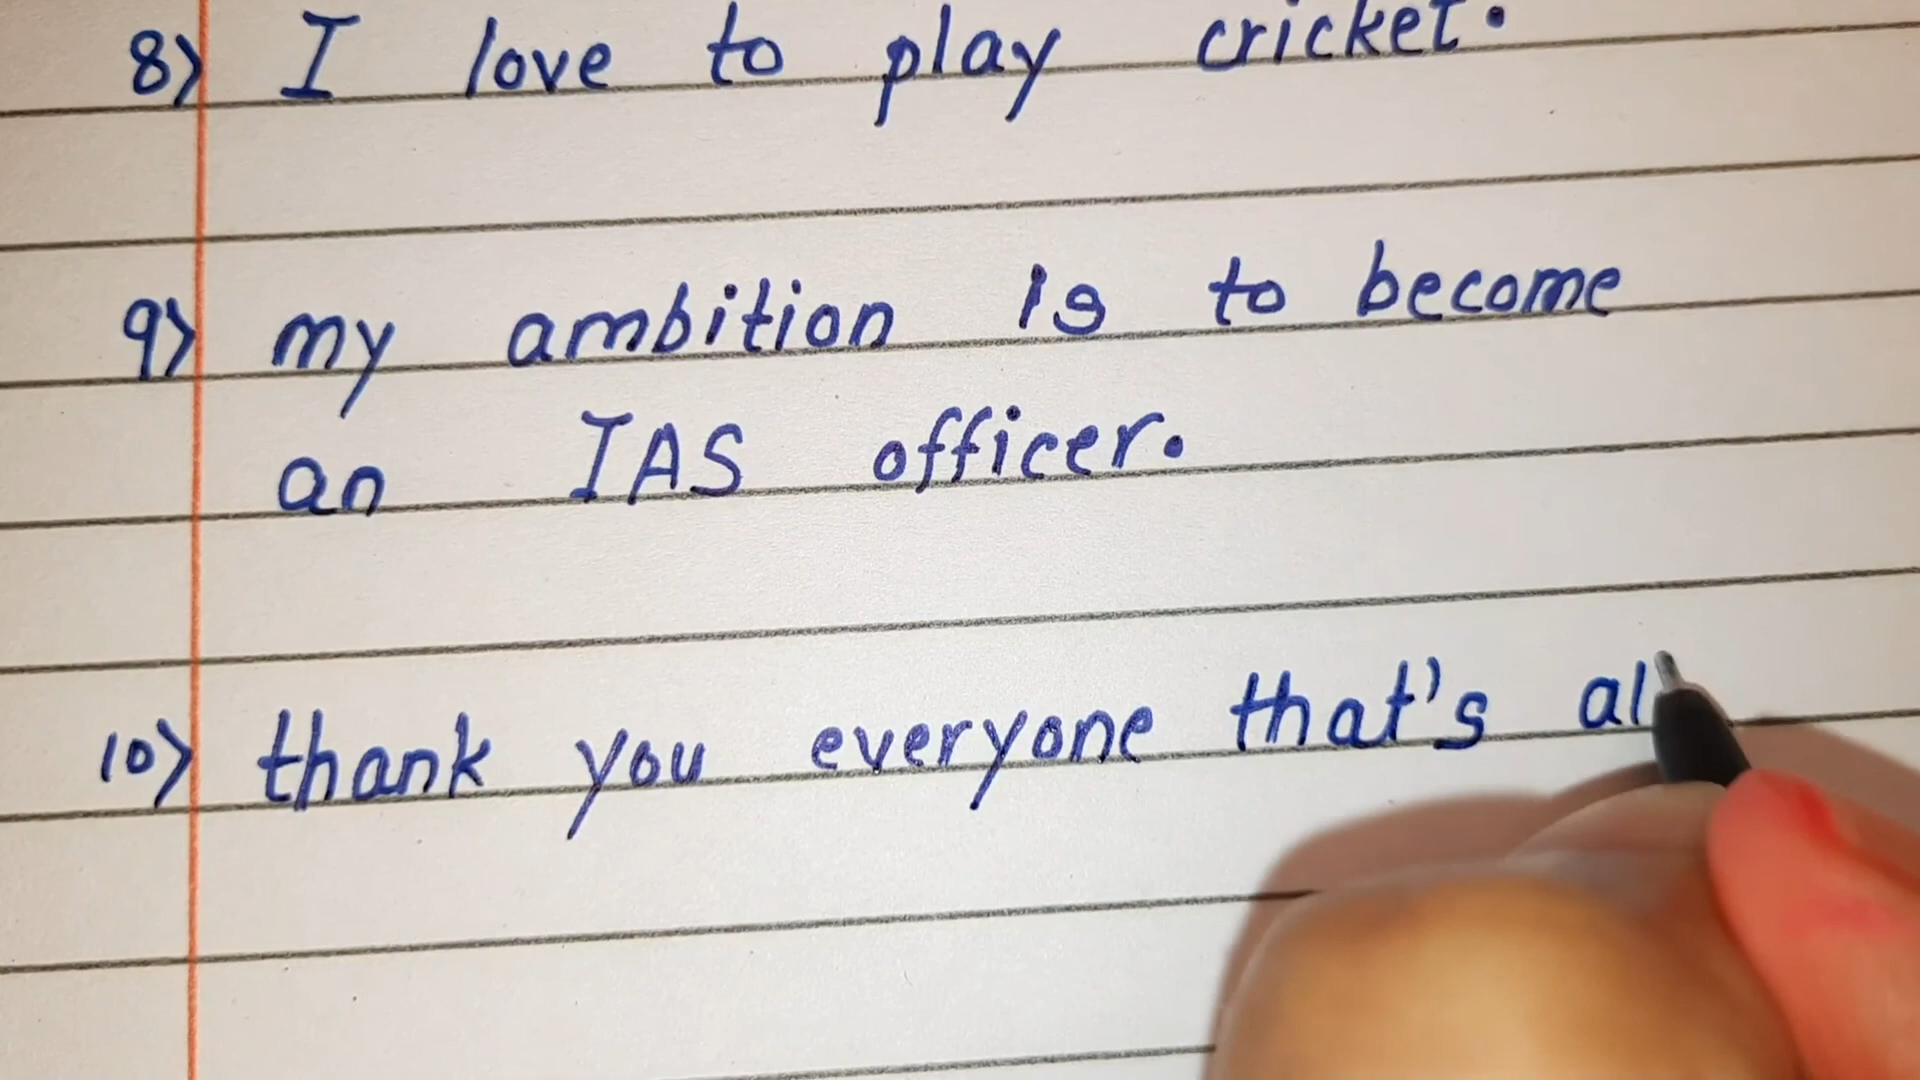 8) I love to play cricket.
9) my ambition is to become
an IAS officer.
10) thank you everyone that's al